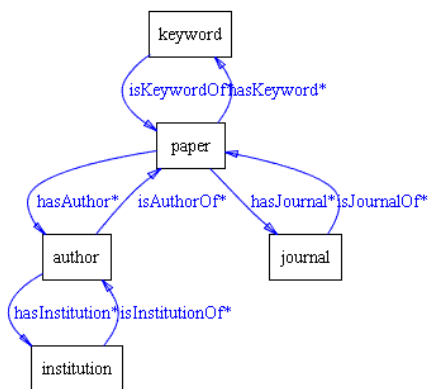 keyword
isKeywordOf* hasKeyword*
paper
hasAuthor* isAuthorOf* hasJournal* isJournalOf*
author journal
hasInstitution* isInstitutionOf*
institution